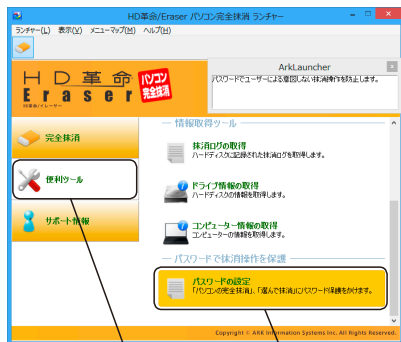 HD革命/Eraser パソコン完全抹消 ランチャー
ランチャー(L) 表示(V) メニューマップ(M) ヘルプ(H)
ArkLauncher
パスワードでユーザーによる意図しない抹消操作を防止します。
HD革命
Eraser
HD革命/イレーサー
パソコン
完全抹消
完全抹消
便利ツール
サポート情報
情報取得ツール
抹消ログの取得
ハードディスクに記録された抹消ログを取得します。
ドライブ情報の取得
ハードディスクの情報を取得します。
コンピューター情報の取得
コンピューターの情報を取得します。
パスワードで抹消操作を保護
パスワードの設定
「パソコンの完全抹消」、「選んで抹消」にパスワード保護をかけます。
Copyright © ARK Information Systems Inc. All Rights Reserved.